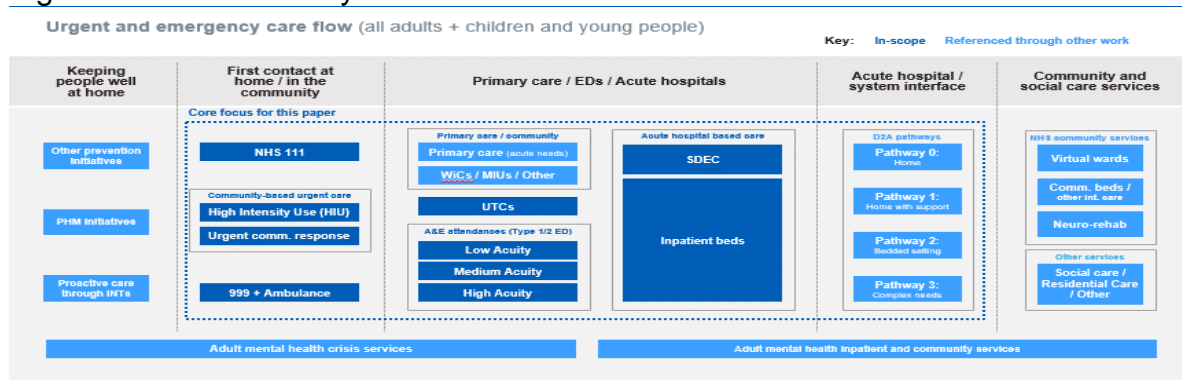 Urgent and emergency care flow (all adults + children and young people)
Key: In-scope Referenced through other work
Keeping
people well
at home
First contact at
home / in the
community
Primary care / EDs / Acute hospitals
Acute hospital /
system interface
Community and
social care services
Core focus for this paper
Other prevention
initiatives
PHM initiatives
Proactive care
through INTs
NHS 111
Community-based urgent care
High Intensity Use (HIU)
Urgent comm. response
999 + Ambulance
Primary care / community
Primary care (acute needs)
WiCs / MIUs / Other
UTCs
A&E attendances (Type 1/2 ED)
Low Acuity
Medium Acuity
High Acuity
Acute hospital based care
SDEC
Inpatient beds
D2A pathways
Pathway 0:
Home
Pathway 1:
Home with support
Pathway 2:
Bedded setting
Pathway 3:
Complex needs
NHS community services
Virtual wards
Comm. beds /
other int. care
Neuro-rehab
Other services
Social care /
Residential Care
/ Other
Adult mental health crisis services
Adult mental health inpatient and community services